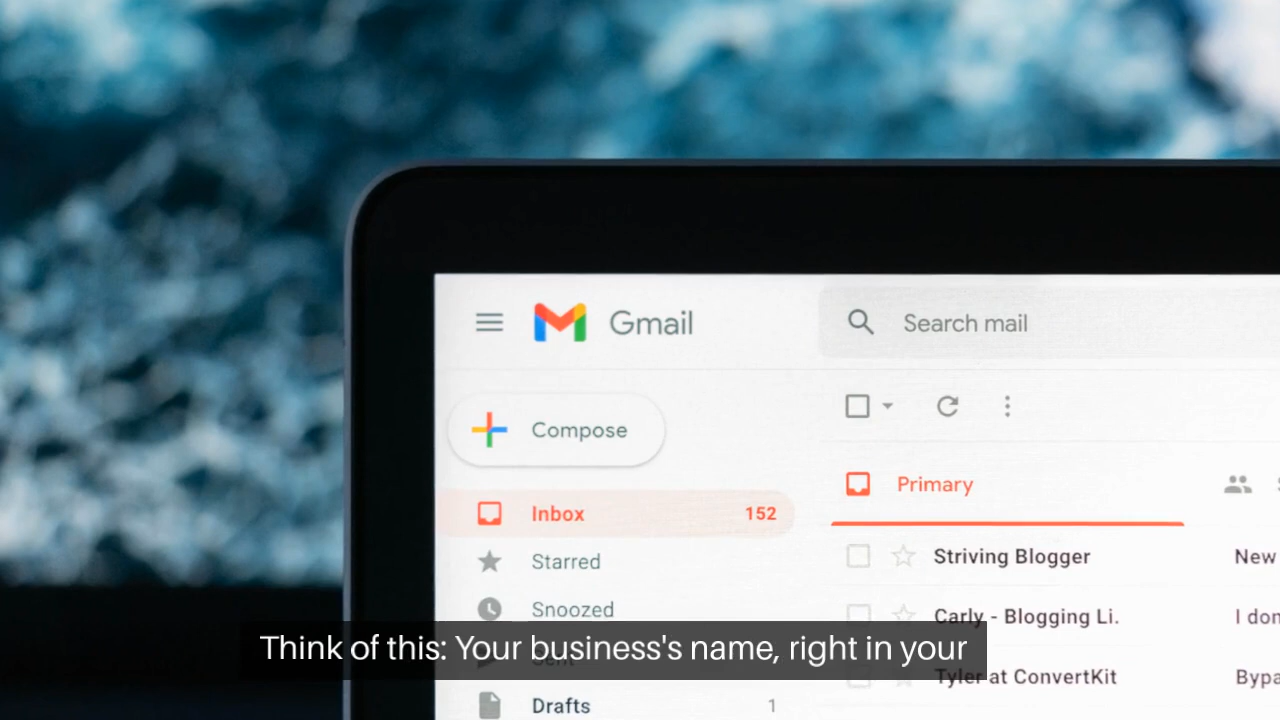 Gmail
Search mail
Compose
Primary
Inbox 152
Starred
Striving Blogger New
Snoozed
Carly - Blogging Li. I don
Think of this: Your business's name, right in your
Tyler at ConvertKit Bypa
Drafts 1